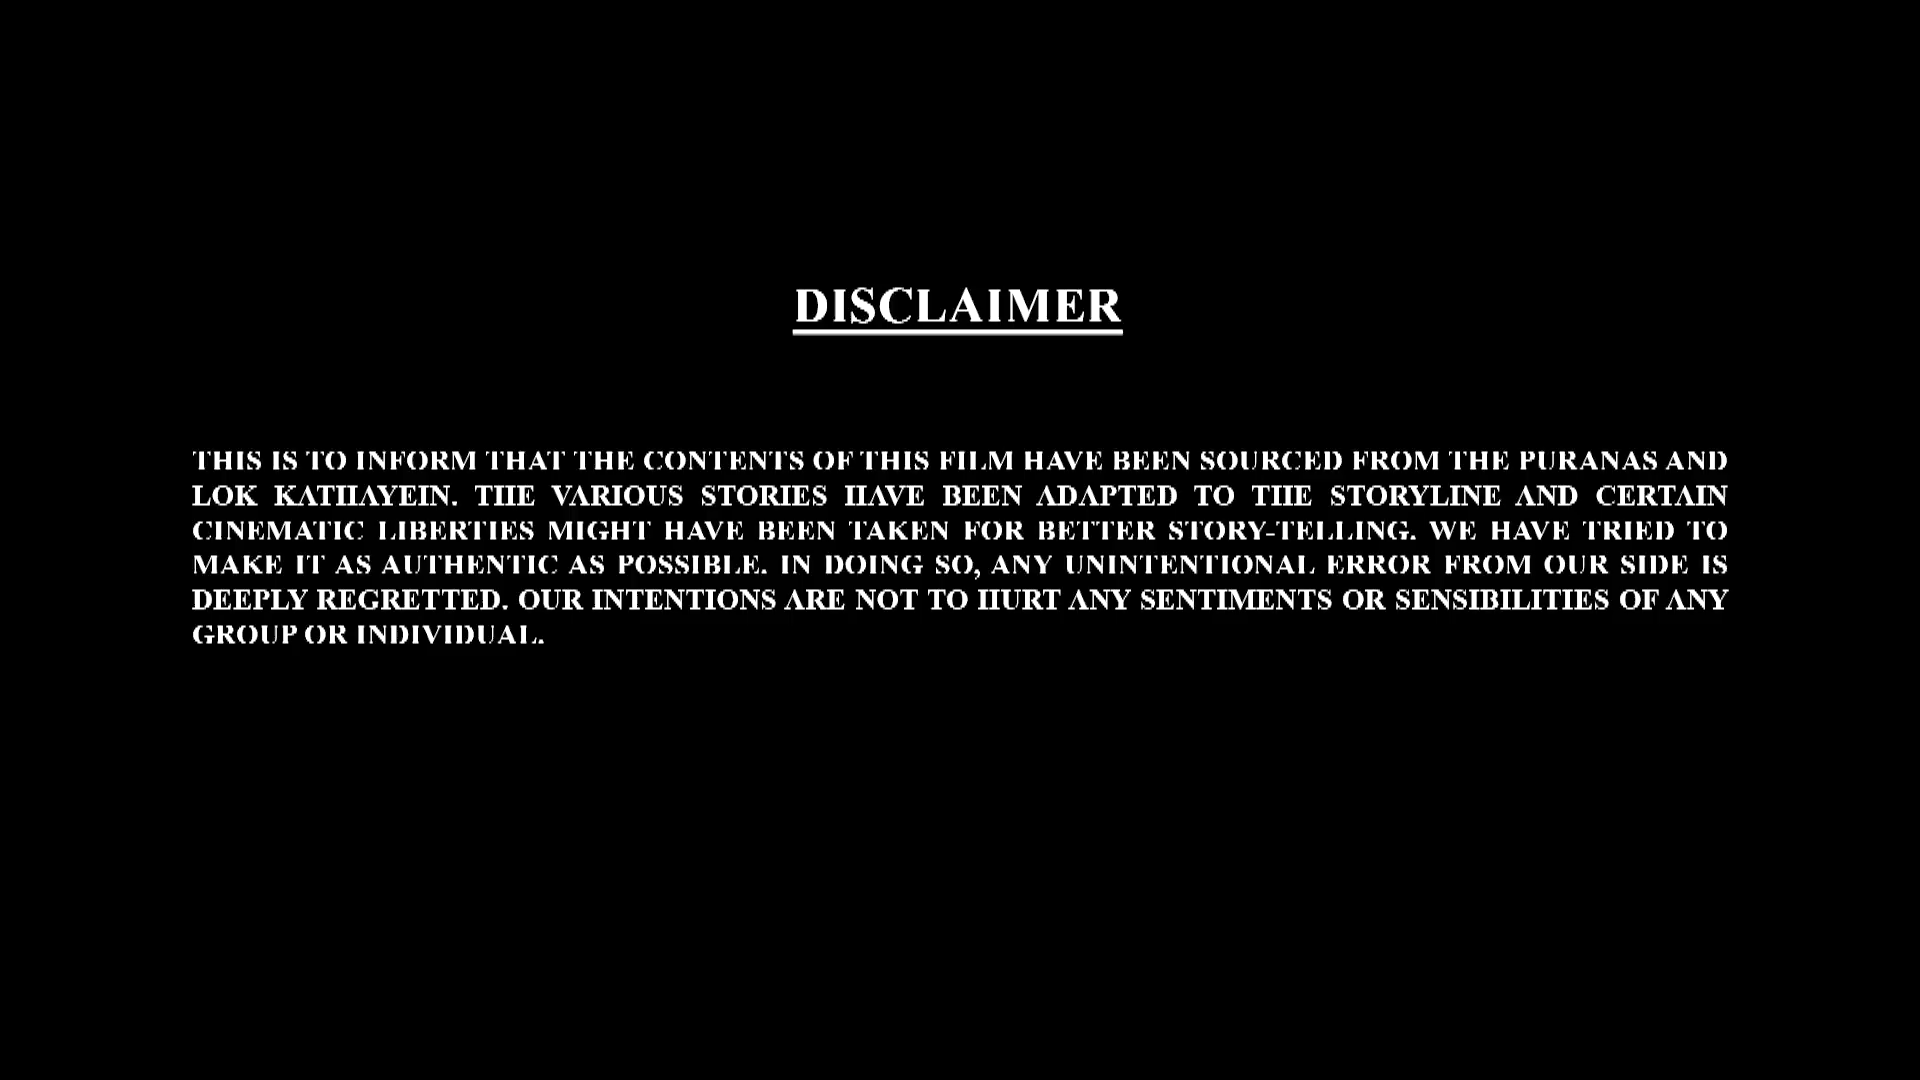 DISCLAIMER
THIS IS TO INFORM THAT THE CONTENTS OF THIS FILM HAVE BEEN SOURCED FROM THE PURANAS AND
LOK KATHAYEIN. THE VARIOUS STORIES HAVE BEEN ADAPTED TO THE STORYLINE AND CERTAIN
CINEMATIC LIBERTIES MIGHT HAVE BEEN TAKEN FOR BETTER STORY-TELLING. WE HAVE TRIED TO
MAKE IT AS AUTHENTIC AS POSSIBLE. IN DOING SO, ANY UNINTENTIONAL ERROR FROM OUR SIDE IS
DEEPLY REGRETTED. OUR INTENTIONS ARE NOT TO HURT ANY SENTIMENTS OR SENSIBILITIES OF ANY
GROUP OR INDIVIDUAL.